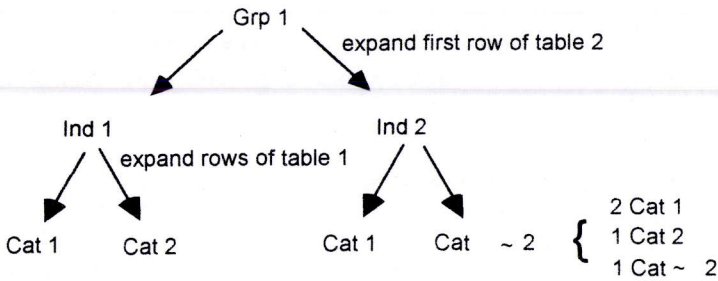 Grp 1
expand first row of table 2
Ind 1
Ind 2
expand rows of table 1
Cat 1
Cat 2
Cat 1
Cat ~ 2
{
2 Cat 1
1 Cat 2
1 Cat ~ 2